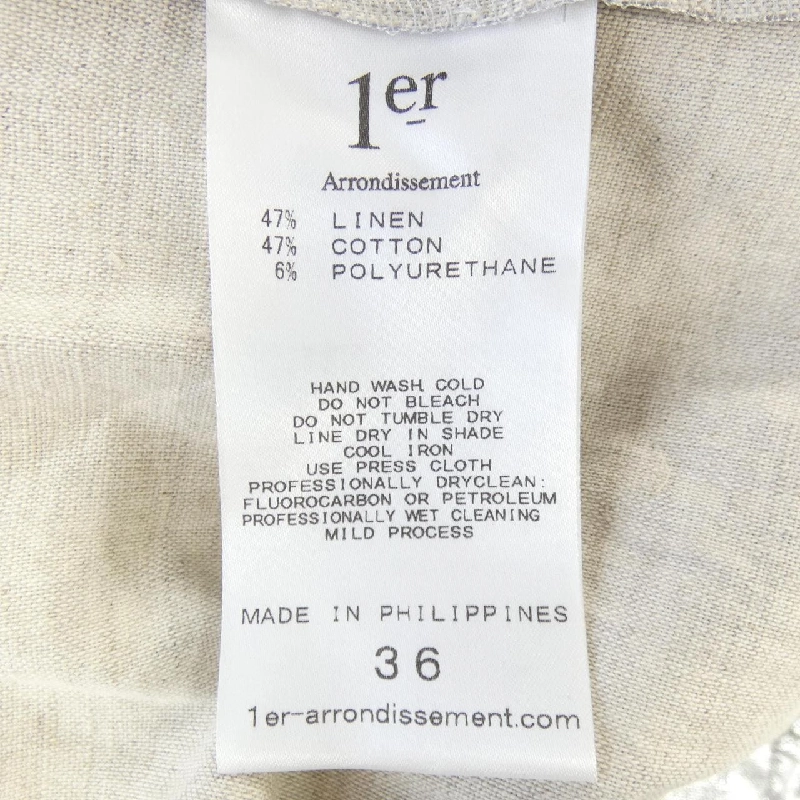 1er
Arrondissement
47% LINEN
47% COTTON
6% POLYURETHANE
HAND WASH COLD
DO NOT BLEACH
DO NOT TUMBLE DRY
LINE DRY IN SHADE
COOL IRON
USE PRESS CLOTH
PROFESSIONALLY DRYCLEAN:
FLUOROCARBON OR PETROLEUM
PROFESSIONALLY WET CLEANING
MILD PROCESS
MADE IN PHILIPPINES
36
1er-arrondissement.com